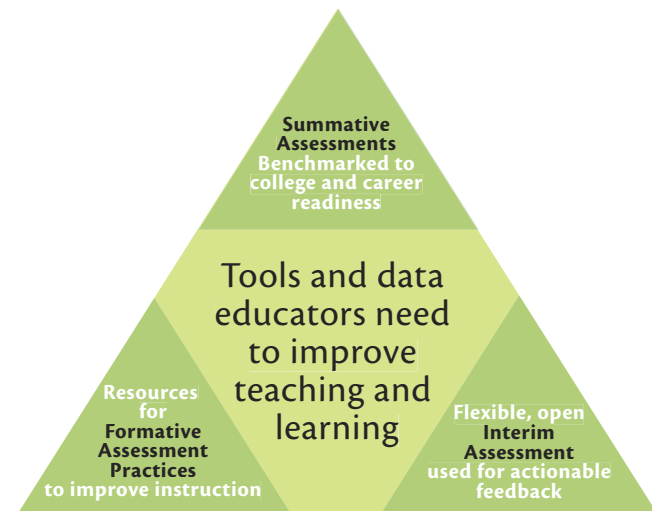 Summative
Assessments
Benchmarked to
college and career
readiness
Tools and data
educators need
to improve
teaching and
learning
Resources
for
Formative
Assessment
Practices
to improve instruction
Flexible, open
Interim
Assessment
used for actionable
feedback